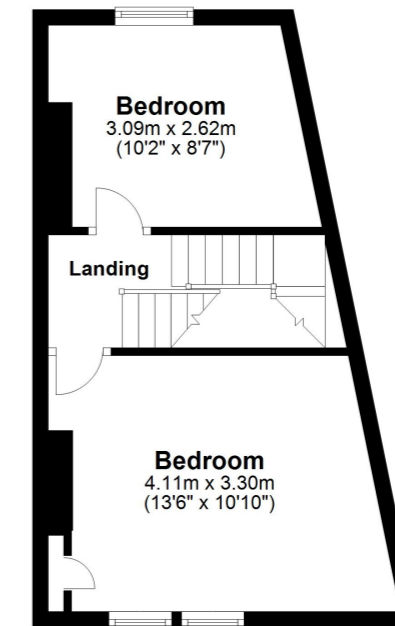 Bedroom
3.09m x 2.62m
(10'2" x 8'7")
Landing
Bedroom
4.11m x 3.30m
(13'6" x 10'10")